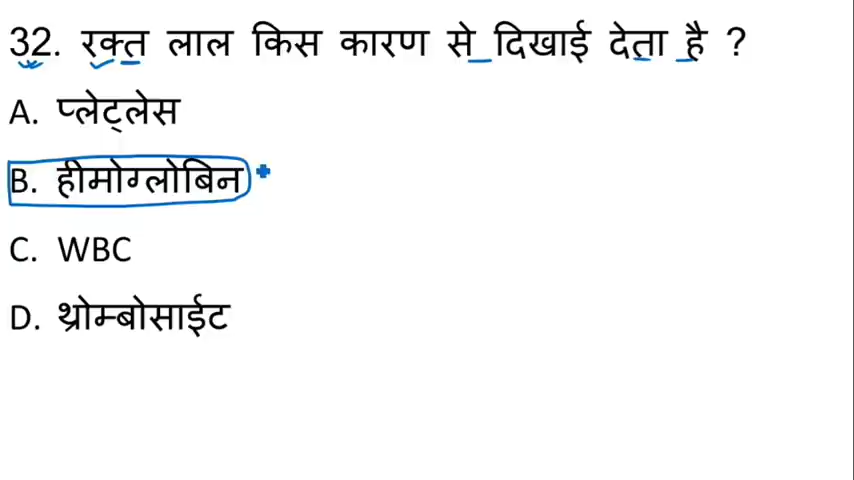 32. रक्त लाल किस कारण से दिखाई देता है ?
A. प्लेट्लेस
B. हीमोग्लोबिन
C. WBC
D. थ्रोम्बोसाईट